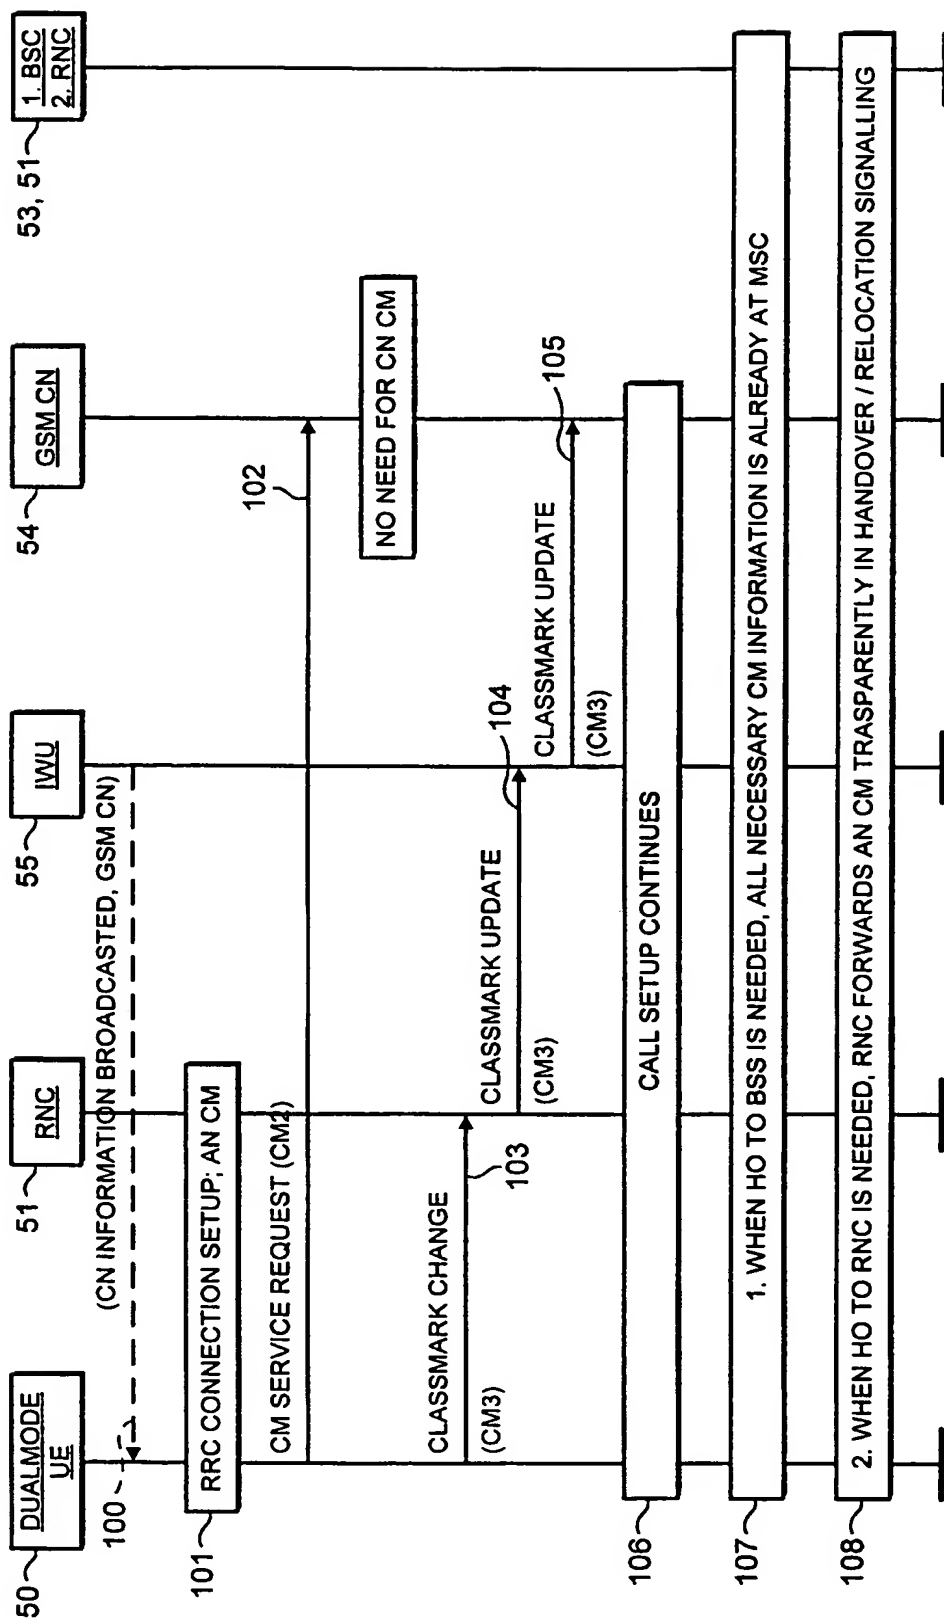 50
DUALMODE
UE
51
RNC
55
IWU
54
GSM CN
53, 51
1. BSC
2. RNC
100
(CN INFORMATION BROADCASTED, GSM CN)
101
RRC CONNECTION SETUP; AN CM
CM SERVICE REQUEST (CM2)
102
NO NEED FOR CN CM
CLASSMARK CHANGE
(CM3)
103
CLASSMARK UPDATE
(CM3)
104
CLASSMARK UPDATE
(CM3)
105
106
CALL SETUP CONTINUES
107
1. WHEN HO TO BSS IS NEEDED, ALL NECESSARY CM INFORMATION IS ALREADY AT MSC
108
2. WHEN HO TO RNC IS NEEDED, RNC FORWARDS AN CM TRASPARENTLY IN HANDOVER / RELOCATION SIGNALLING